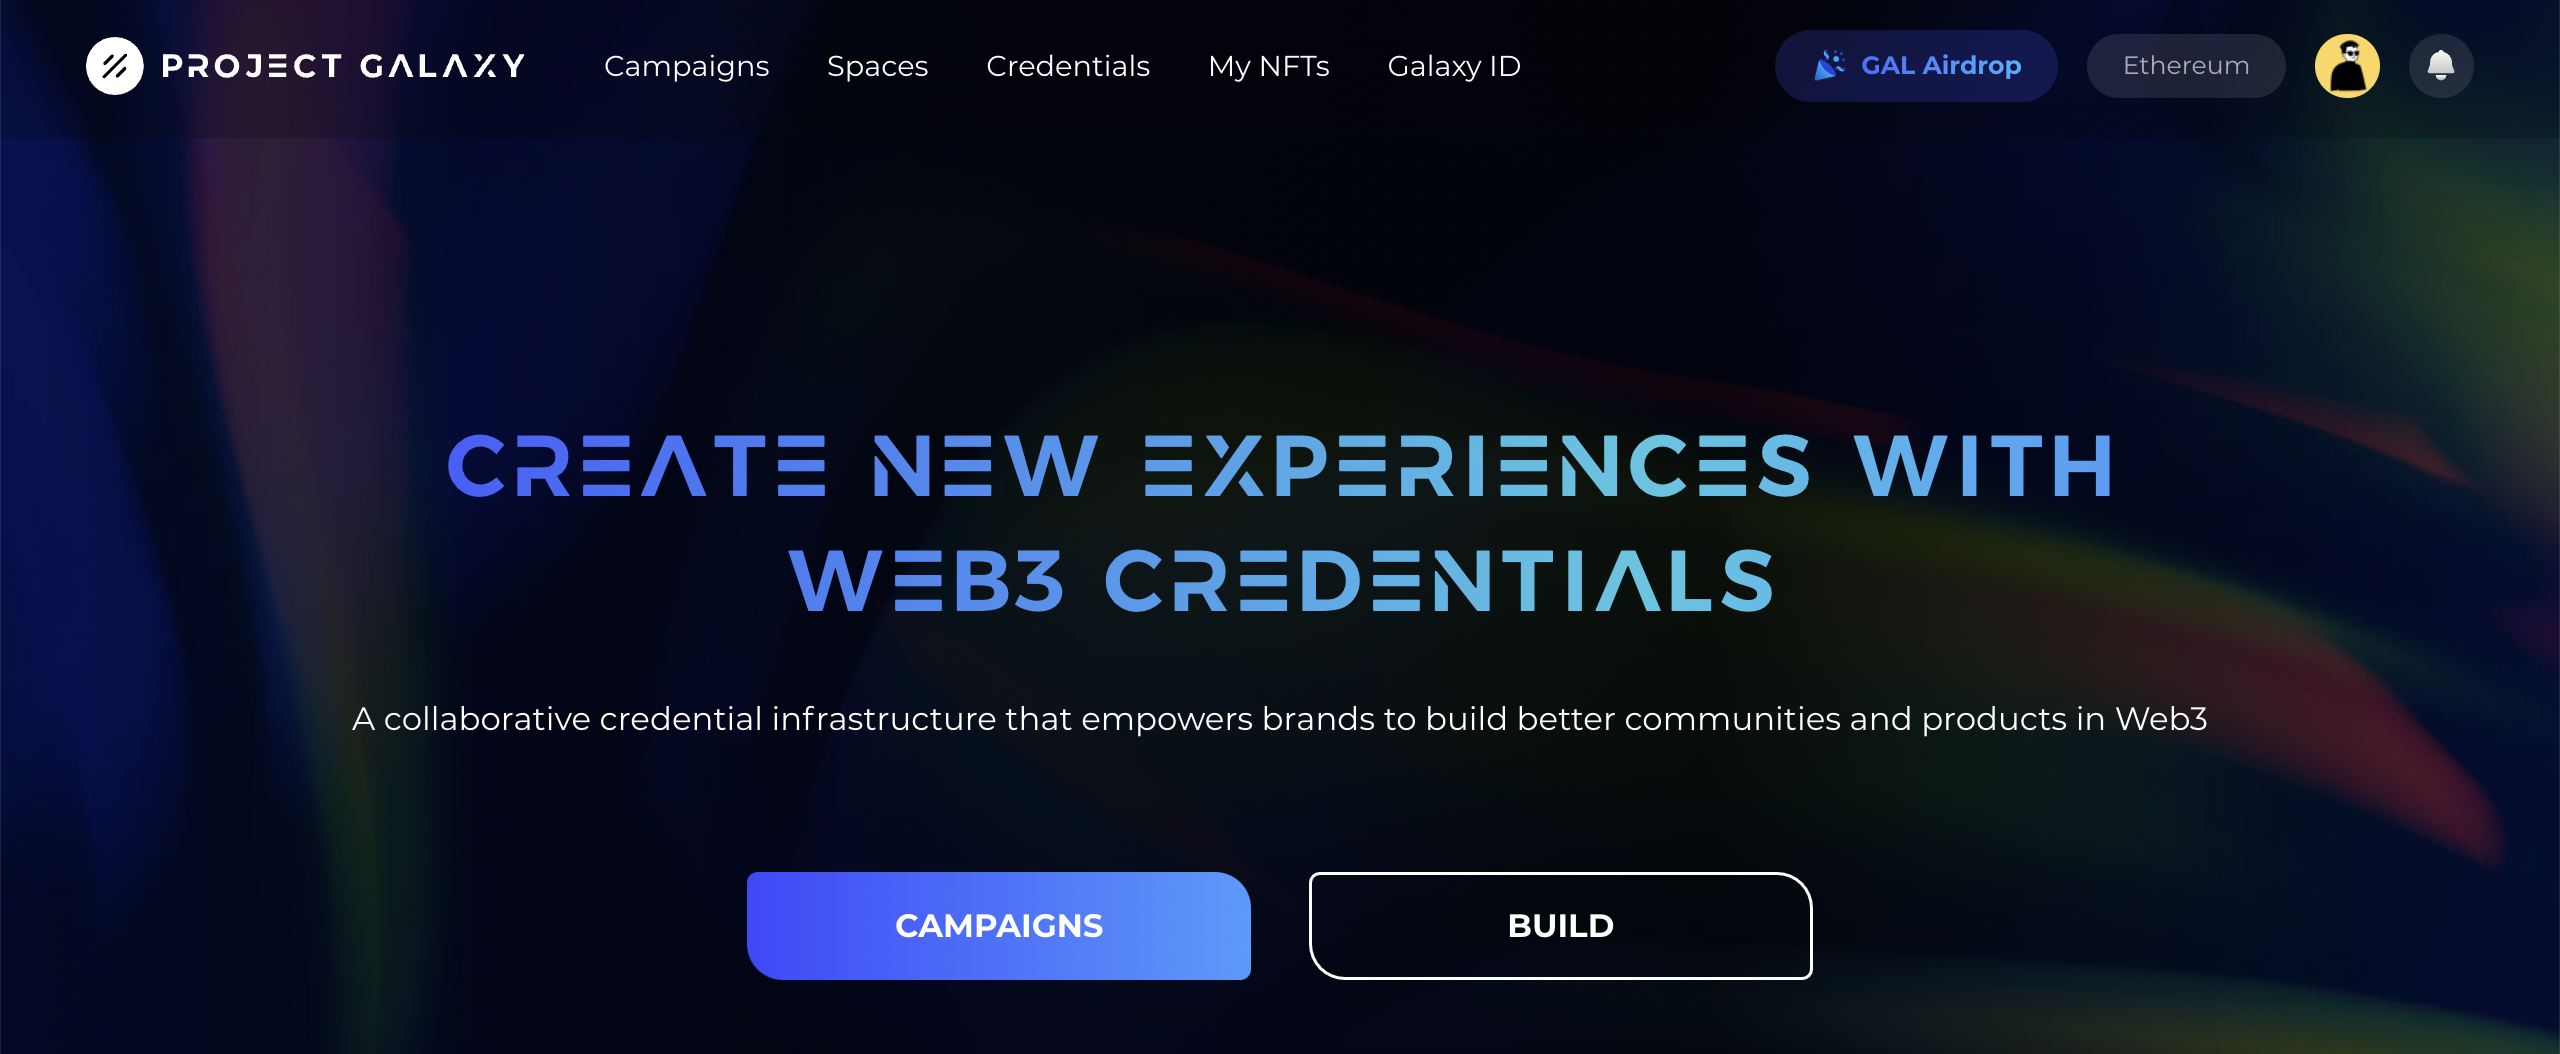 PROJECT GALAXY Campaigns Spaces Credentials My NFTs Galaxy ID GAL Airdrop Ethereum
CREATE NEW EXPERIENCES WITH
WEB3 CREDENTIALS
A collaborative credential infrastructure that empowers brands to build better communities and products in Web3
CAMPAIGNS BUILD